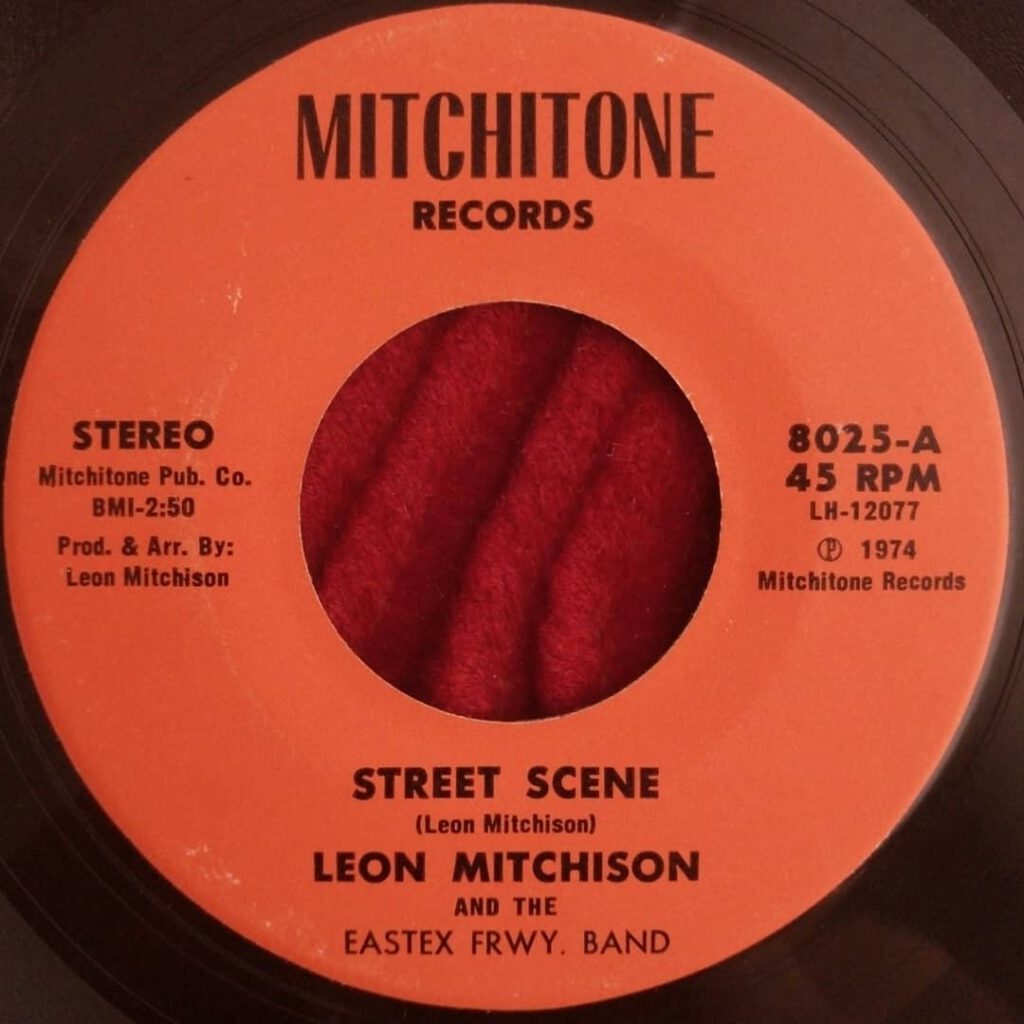 MITCHITONE
RECORDS
STEREO
Mitchitone Pub. Co.
BMI-2:50
Prod. & Arr. By:
Leon Mitchison
8025-A
45 RPM
LH-12077
℗ 1974
Mitchitone Records
STREET SCENE
(Leon Mitchison)
LEON MITCHISON
AND THE
EASTEX FRWY. BAND